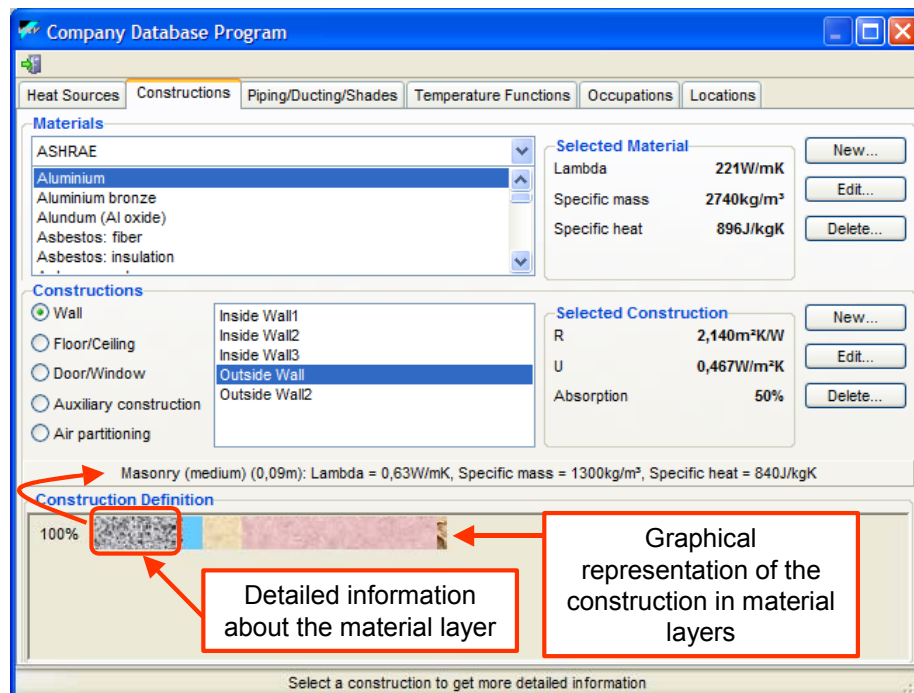 Company Database Program
Heat Sources Constructions Piping/Ducting/Shades Temperature Functions Occupations Locations
Materials
ASHRAE
Aluminium
Aluminium bronze
Alundum (Al oxide)
Asbestos: fiber
Asbestos: insulation
Selected Material
Lambda 221W/mK
Specific mass 2740kg/m³
Specific heat 896J/kgK
New...
Edit...
Delete...
Constructions
Wall
Floor/Ceiling
Door/Window
Auxiliary construction
Air partitioning
Inside Wall1
Inside Wall2
Inside Wall3
Outside Wall
Outside Wall2
Selected Construction
R 2,140m²K/W
U 0,467W/m²K
Absorption 50%
New...
Edit...
Delete...
Masonry (medium) (0,09m): Lambda = 0,63W/mK, Specific mass = 1300kg/m³, Specific heat = 840J/kgK
Construction Definition
100%
Detailed information
about the material layer
Graphical
representation of the
construction in material
layers
Select a construction to get more detailed information